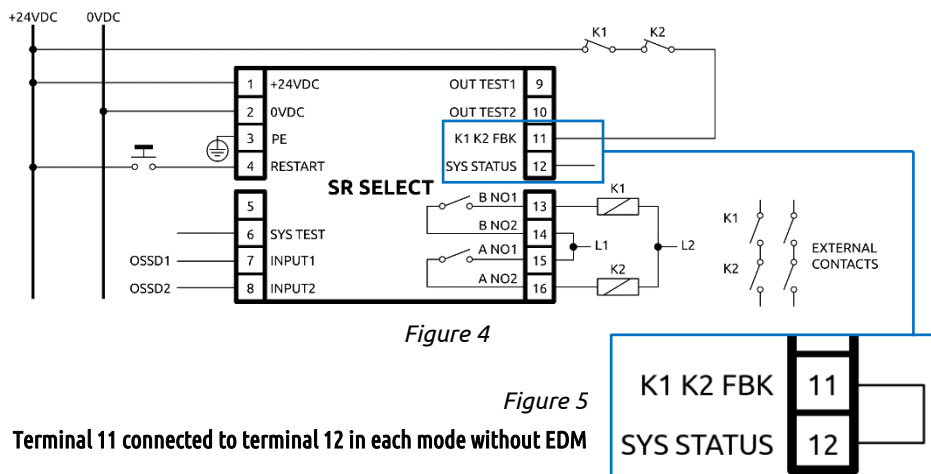 +24VDC 0VDC
K1 K2
1 +24VDC OUT TEST1 9
2 0VDC OUT TEST2 10
3 PE K1 K2 FBK 11
4 RESTART SYS STATUS 12
SR SELECT
5 B NO1 13 K1
6 SYS TEST B NO2 14
L1 L2
OSSD1 7 INPUT1 A NO1 15
OSSD2 8 INPUT2 A NO2 16 K2
K1
K2
EXTERNAL
CONTACTS
Figure 4
Figure 5
Terminal 11 connected to terminal 12 in each mode without EDM
K1 K2 FBK 11
SYS STATUS 12